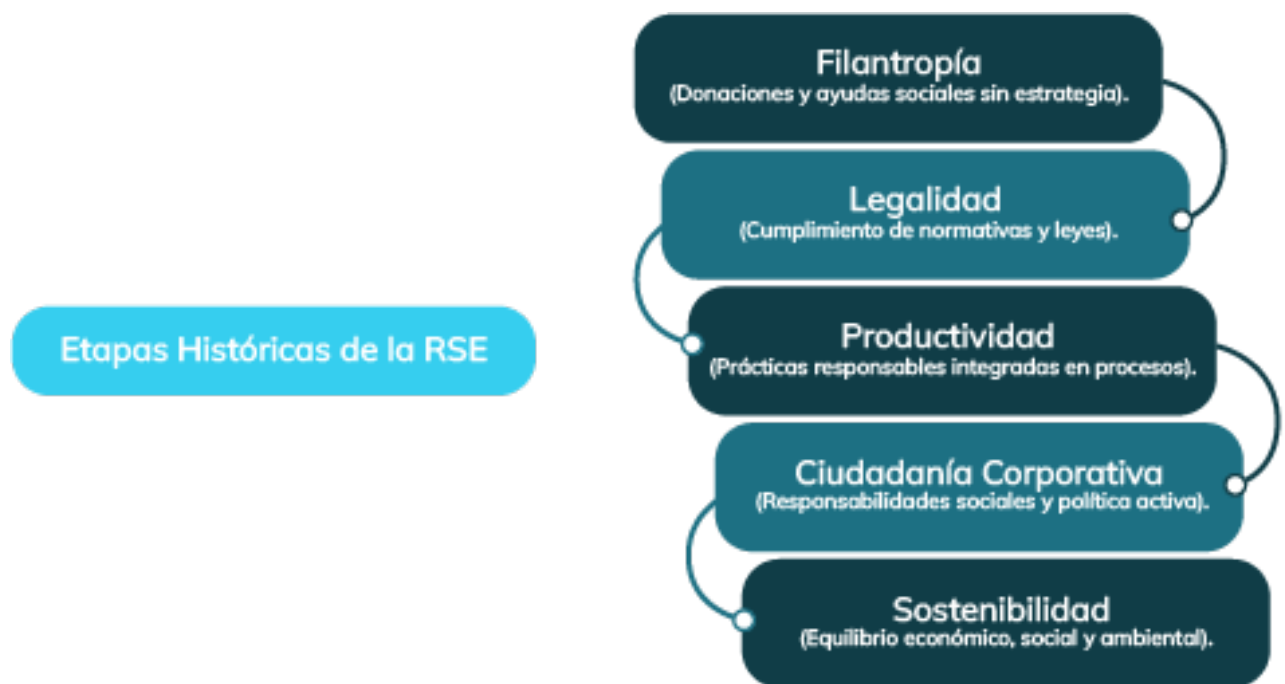 Filantropía
(Donaciones y ayudas sociales sin estrategia).
Legalidad
(Cumplimiento de normativas y leyes).
Etapas Históricas de la RSE
Productividad
(Prácticas responsables integradas en procesos).
Ciudadanía Corporativa
(Responsabilidades sociales y política activa).
Sostenibilidad
(Equilibrio económico, social y ambiental).